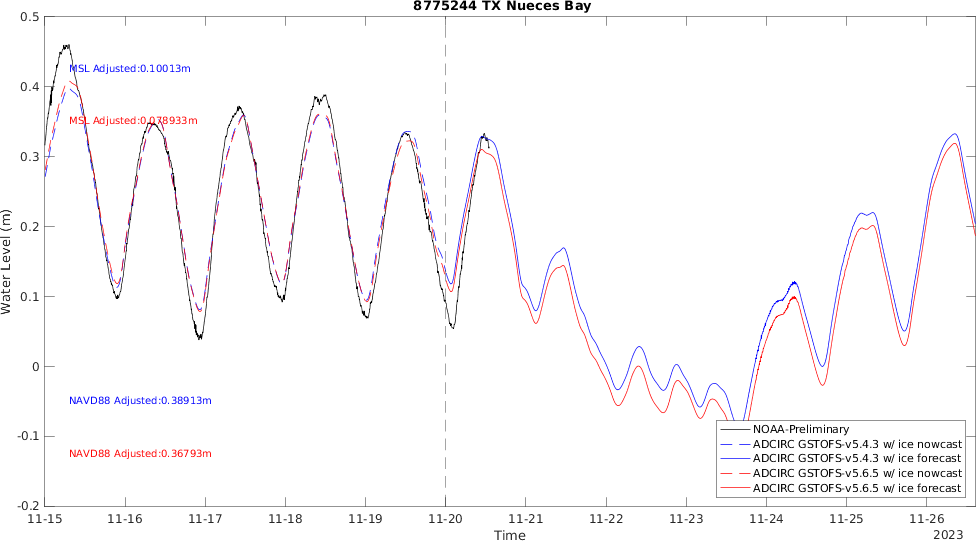 8775244 TX Nueces Bay
0.5
0.4
0.3
0.2
0.1
0
-0.1
-0.2
Water Level (m)
MSL Adjusted:0.10013m
MSL Adjusted:0.078933m
NAVD88 Adjusted:0.38913m
NAVD88 Adjusted:0.36793m
NOAA-Preliminary
ADCIRC GSTOFS-v5.4.3 w/ ice nowcast
ADCIRC GSTOFS-v5.4.3 w/ ice forecast
ADCIRC GSTOFS-v5.6.5 w/ ice nowcast
ADCIRC GSTOFS-v5.6.5 w/ ice forecast
11-15 11-16 11-17 11-18 11-19 11-20 11-21 11-22 11-23 11-24 11-25 11-26
Time
2023